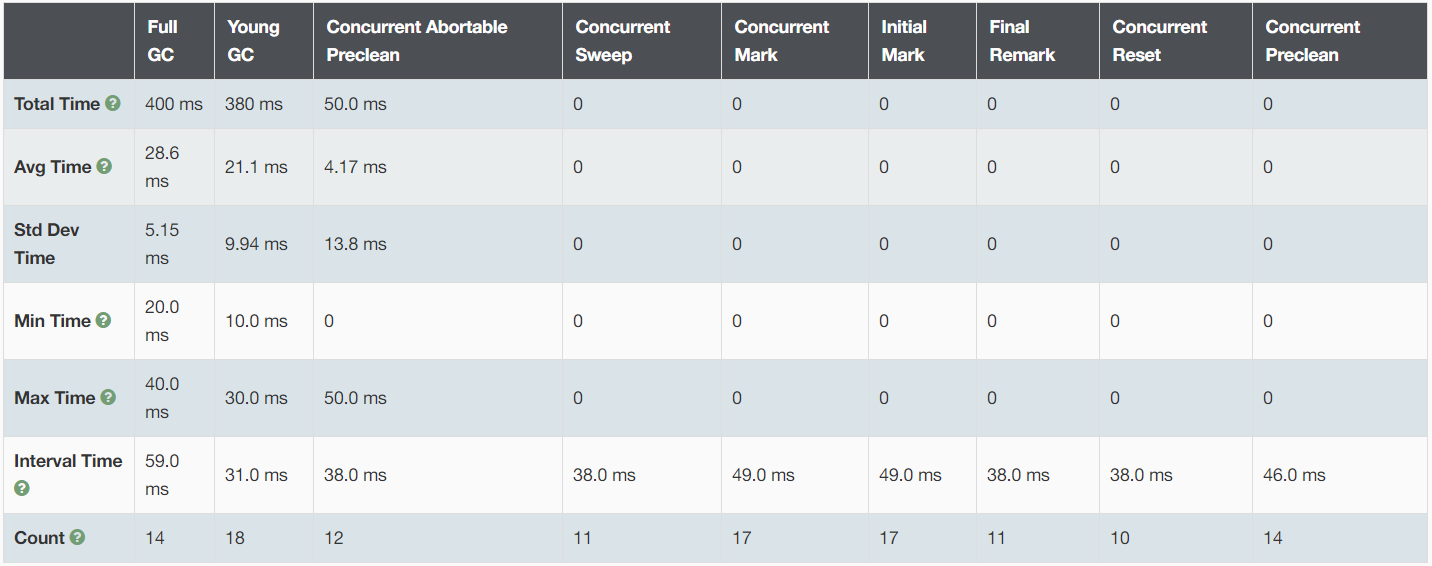 Full GC Young GC Concurrent Abortable Preclean Concurrent Sweep Concurrent Mark Initial Mark Final Remark Concurrent Reset Concurrent Preclean
Total Time ? 400 ms 380 ms 50.0 ms 0 0 0 0 0 0
Avg Time ? 28.6 ms 21.1 ms 4.17 ms 0 0 0 0 0 0
Std Dev Time 5.15 ms 9.94 ms 13.8 ms 0 0 0 0 0 0
Min Time ? 20.0 ms 10.0 ms 0 0 0 0 0 0 0
Max Time ? 40.0 ms 30.0 ms 50.0 ms 0 0 0 0 0 0
Interval Time ? 59.0 ms 31.0 ms 38.0 ms 38.0 ms 49.0 ms 49.0 ms 38.0 ms 38.0 ms 46.0 ms
Count ? 14 18 12 11 17 17 11 10 14